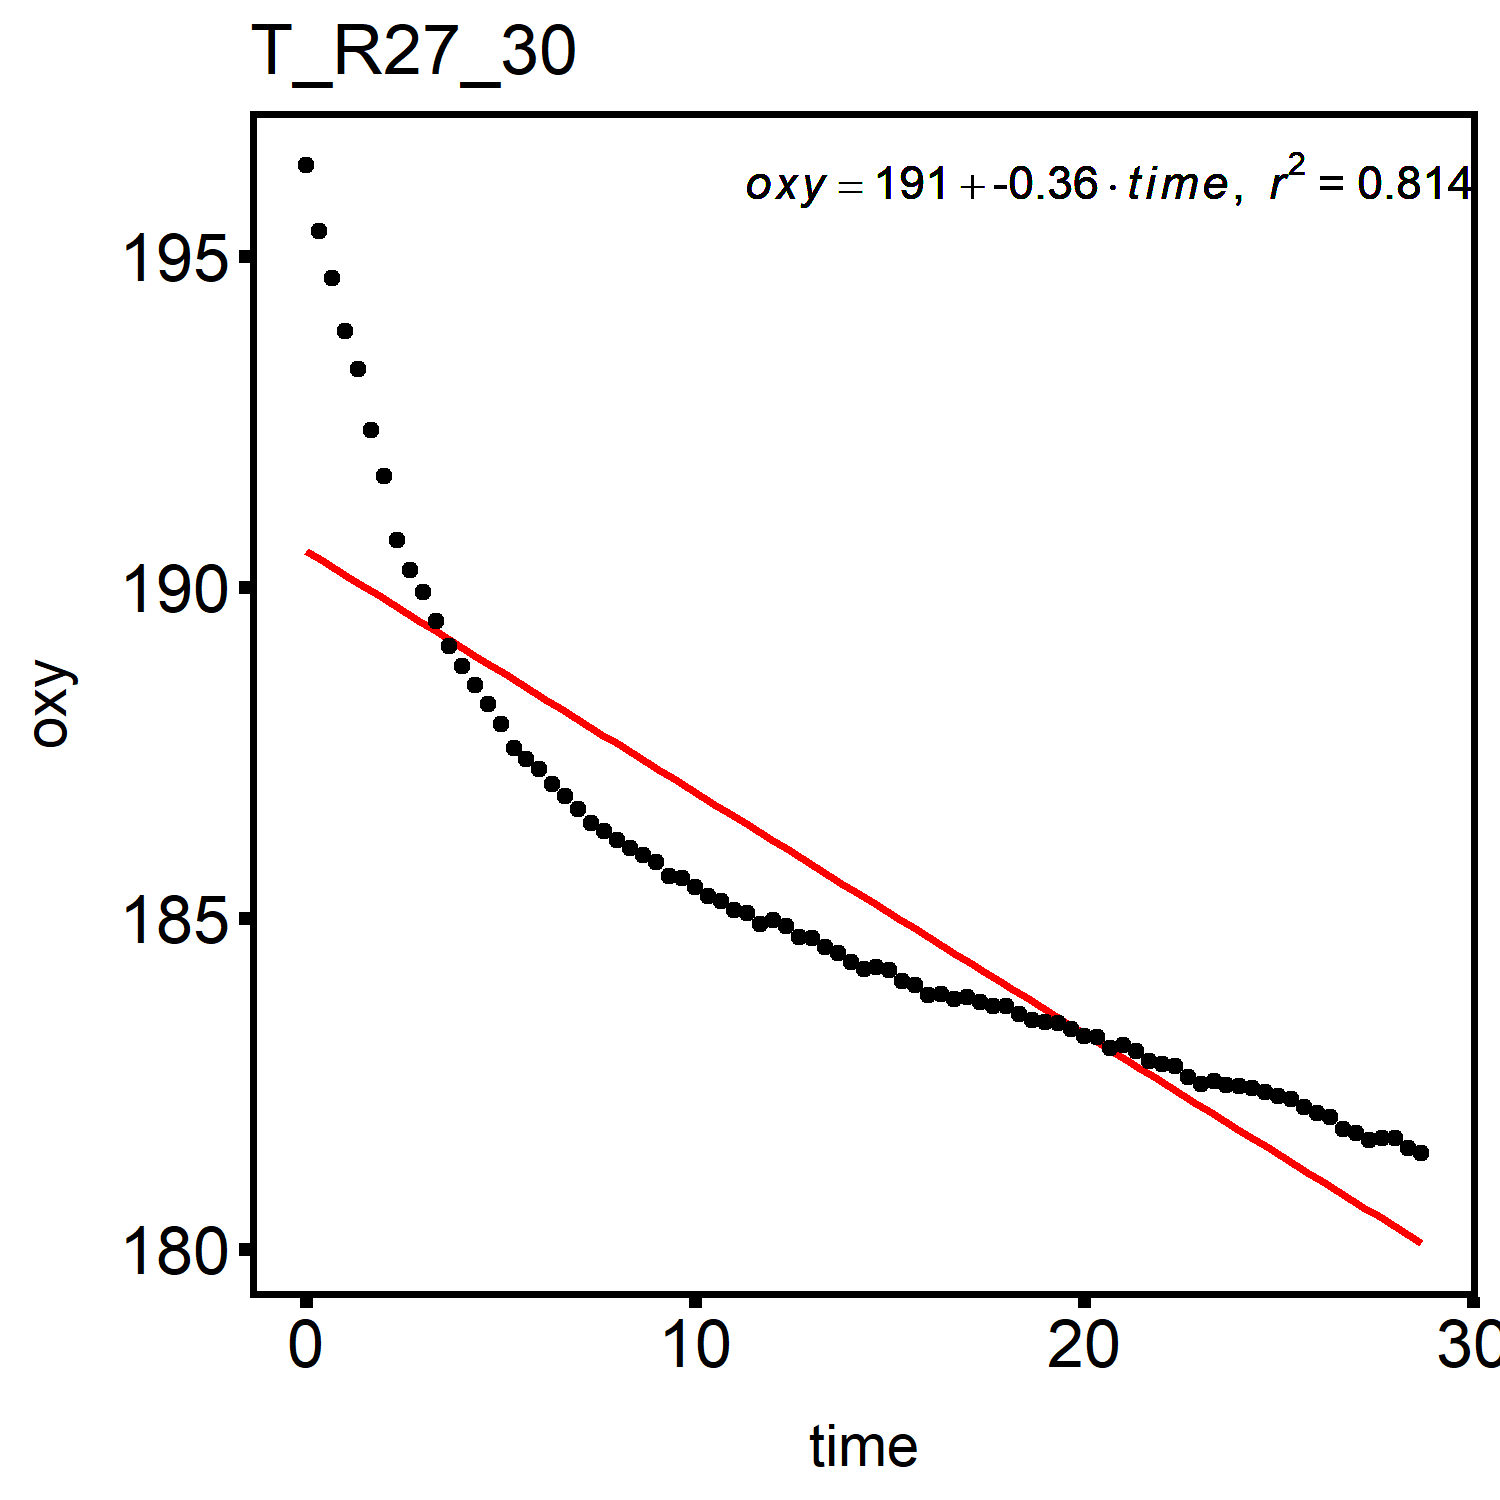 T_R27_30
oxy = 191 + -0.36 · time, r² = 0.814
195
190
185
180
oxy
0 10 20 30
time